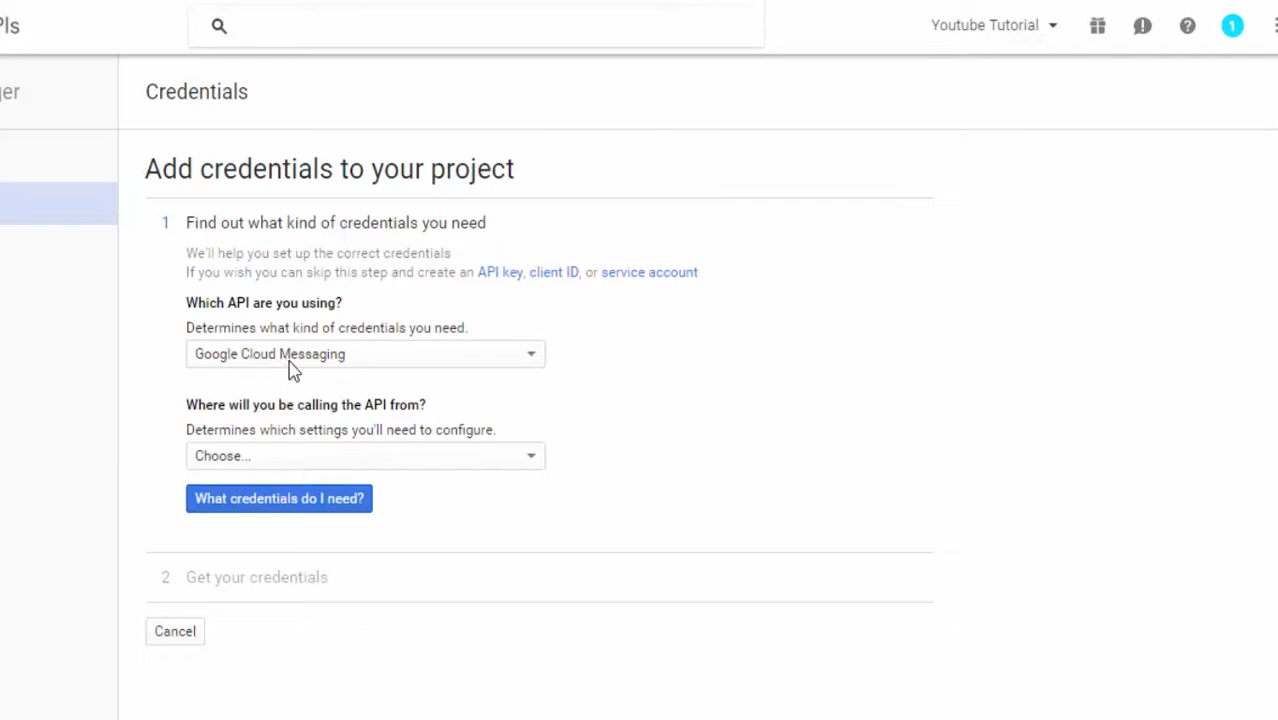 PIs
Youtube Tutorial
1
ger
Credentials
Add credentials to your project
1 Find out what kind of credentials you need
We'll help you set up the correct credentials
If you wish you can skip this step and create an API key, client ID, or service account
Which API are you using?
Determines what kind of credentials you need.
Google Cloud Messaging
Where will you be calling the API from?
Determines which settings you'll need to configure.
Choose...
What credentials do I need?
2 Get your credentials
Cancel